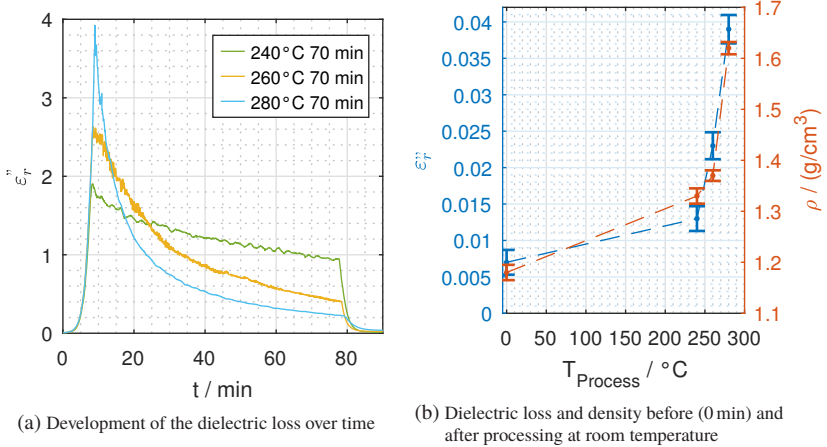 4
3
2
1
0
ε''r
0 20 40 60 80
t / min
240°C 70 min
260°C 70 min
280°C 70 min
(a) Development of the dielectric loss over time
0.04
0.035
0.03
0.025
0.02
0.015
0.01
0.005
0
ε''r
1.7
1.6
1.5
1.4
1.3
1.2
1.1
ρ / (g/cm³)
0 50 100 150 200 250 300
T_Process / °C
(b) Dielectric loss and density before (0 min) and
after processing at room temperature